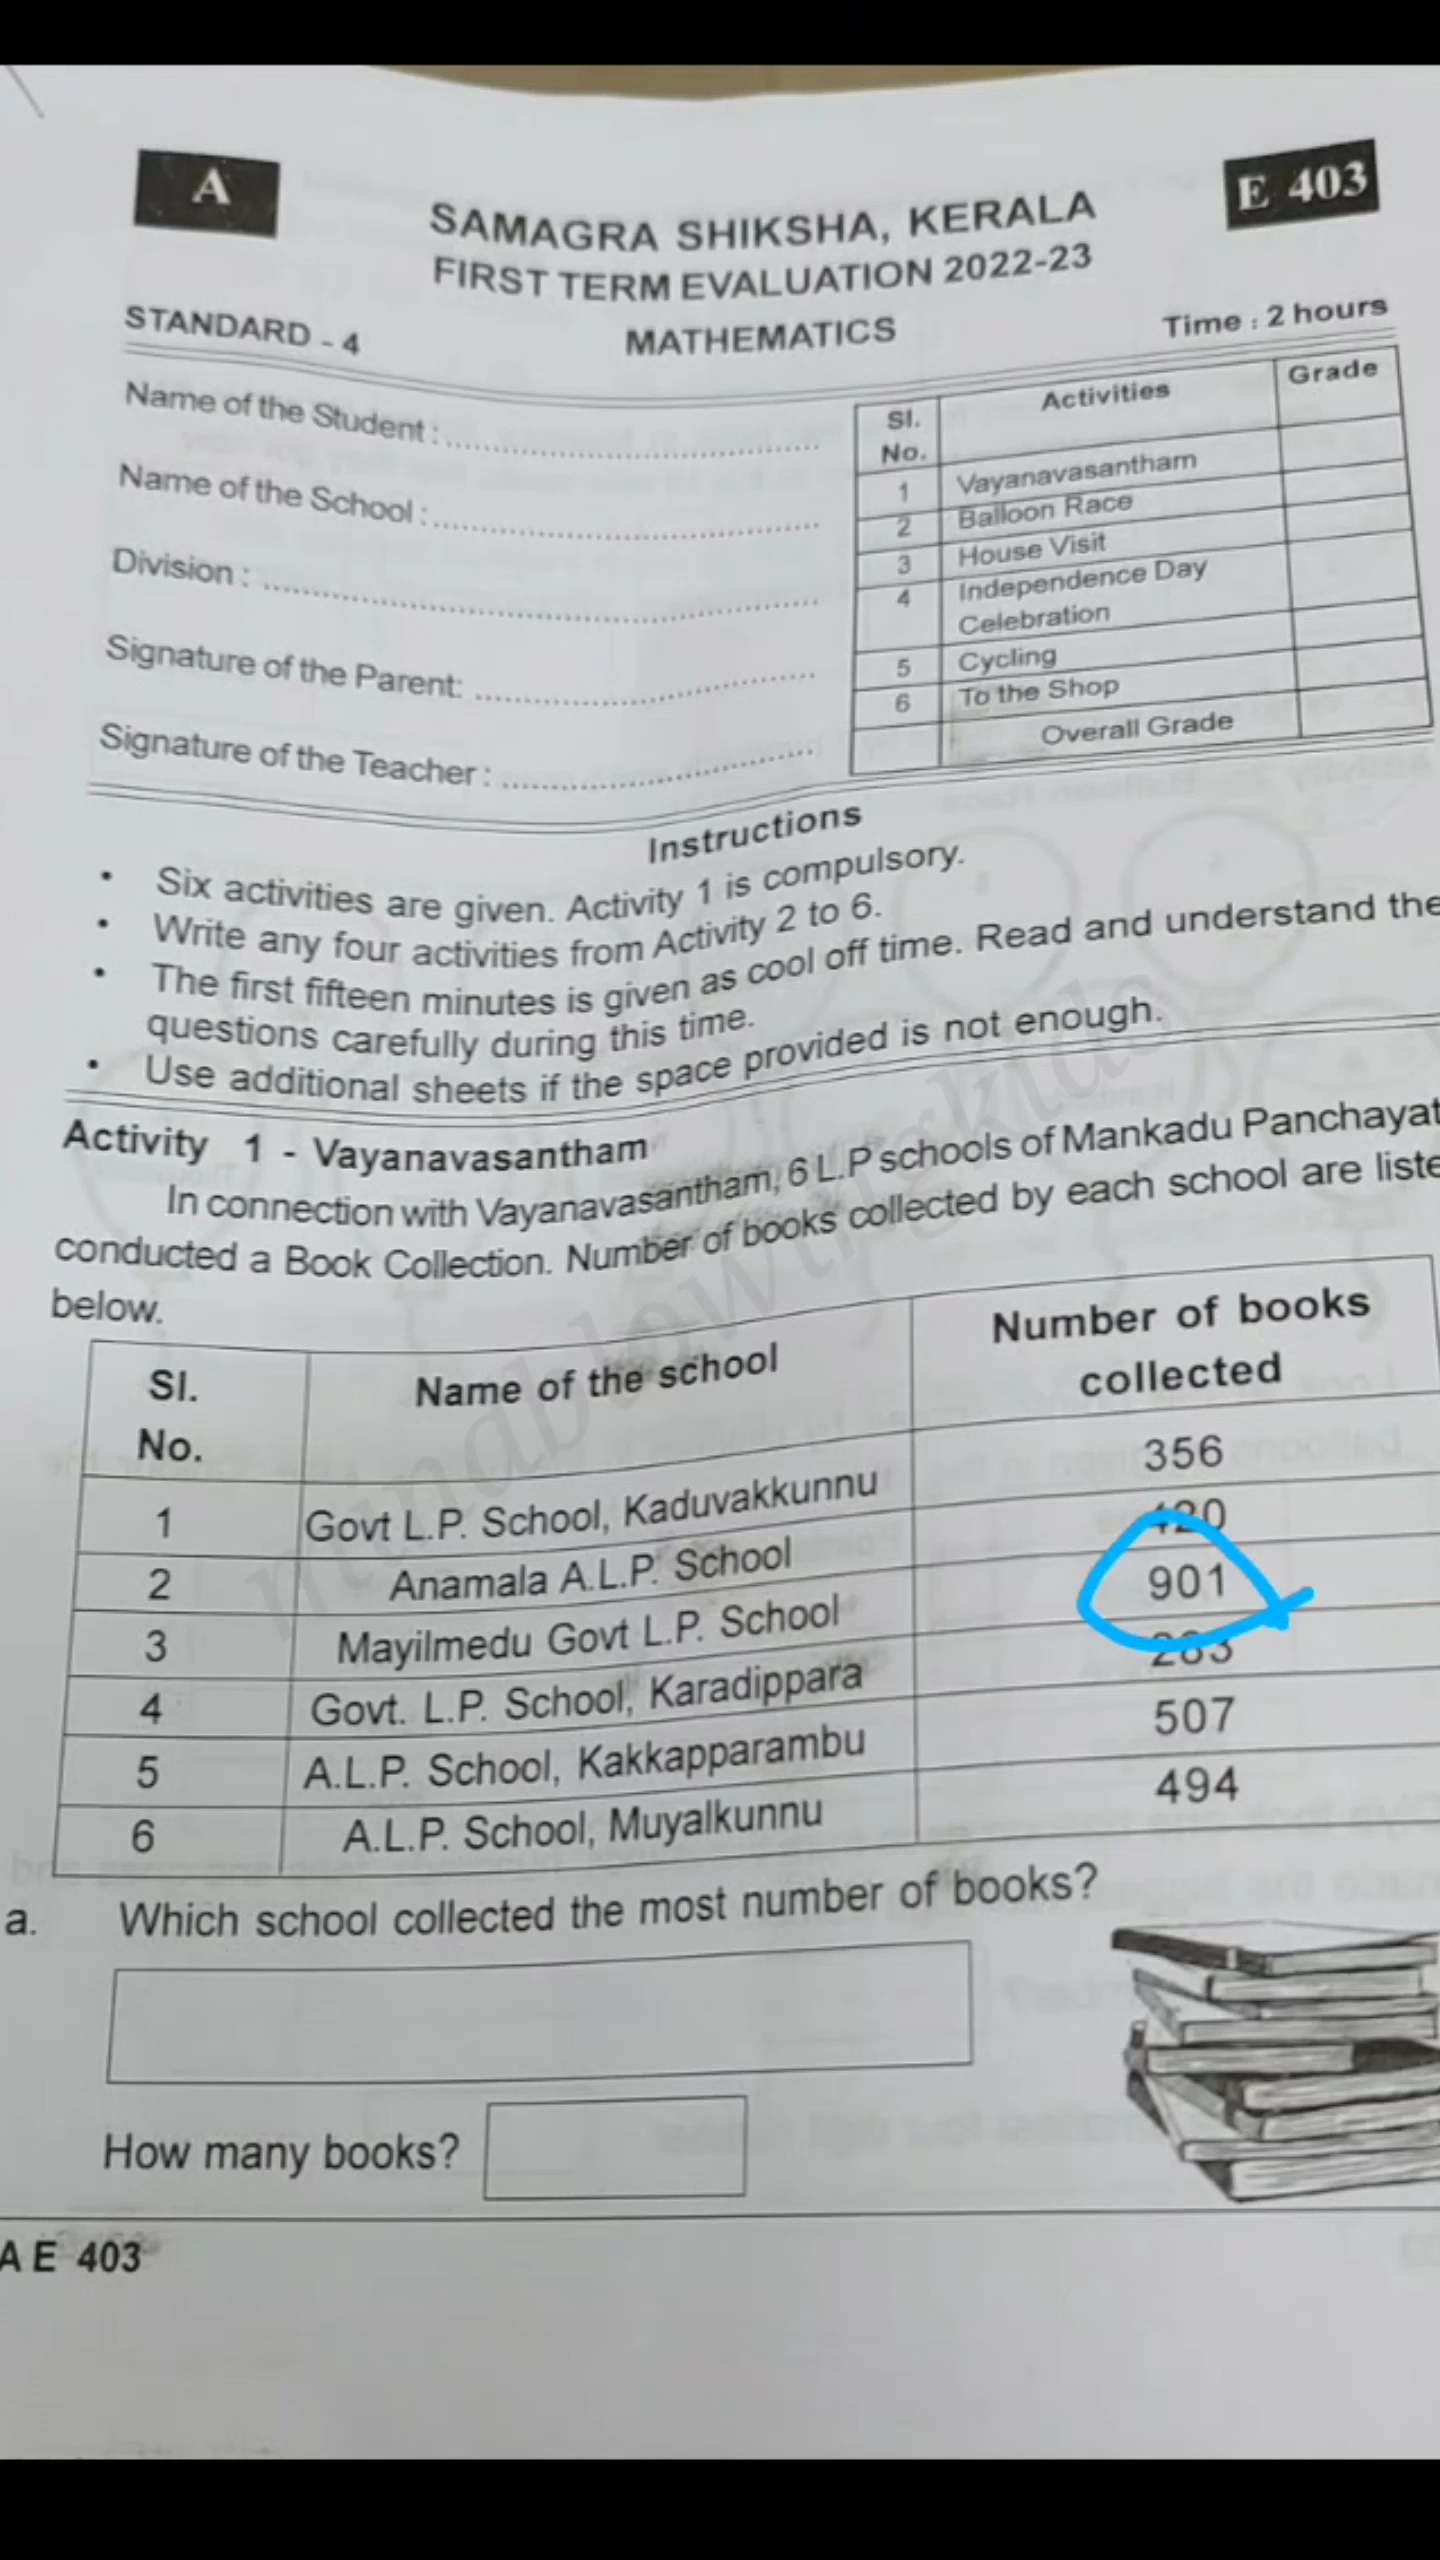 A
E 403
SAMAGRA SHIKSHA, KERALA
FIRST TERM EVALUATION 2022-23
STANDARD - 4
MATHEMATICS
Time : 2 hours
Name of the Student : ..........
Name of the School : ..........
Division : ..........
Signature of the Parent: ..........
Signature of the Teacher : ..........
Sl. No. Activities Grade
1 Vayanavasantham
2 Balloon Race
3 House Visit
4 Independence Day
Celebration
5 Cycling
6 To the Shop
Overall Grade
Instructions
• Six activities are given. Activity 1 is compulsory.
• Write any four activities from Activity 2 to 6.
• The first fifteen minutes is given as cool off time. Read and understand the
questions carefully during this time.
• Use additional sheets if the space provided is not enough.
Activity 1 - Vayanavasantham
In connection with Vayanavasantham, 6 L.P schools of Mankadu Panchayat
conducted a Book Collection. Number of books collected by each school are liste
below.
Sl. No. Name of the school Number of books collected
1 Govt L.P. School, Kaduvakkunnu 356
2 Anamala A.L.P. School 420
3 Mayilmedu Govt L.P. School 901
4 Govt. L.P. School, Karadippara
5 A.L.P. School, Kakkapparambu 507
6 A.L.P. School, Muyalkunnu 494
a. Which school collected the most number of books?
How many books?
A E 403
mindblowingkids